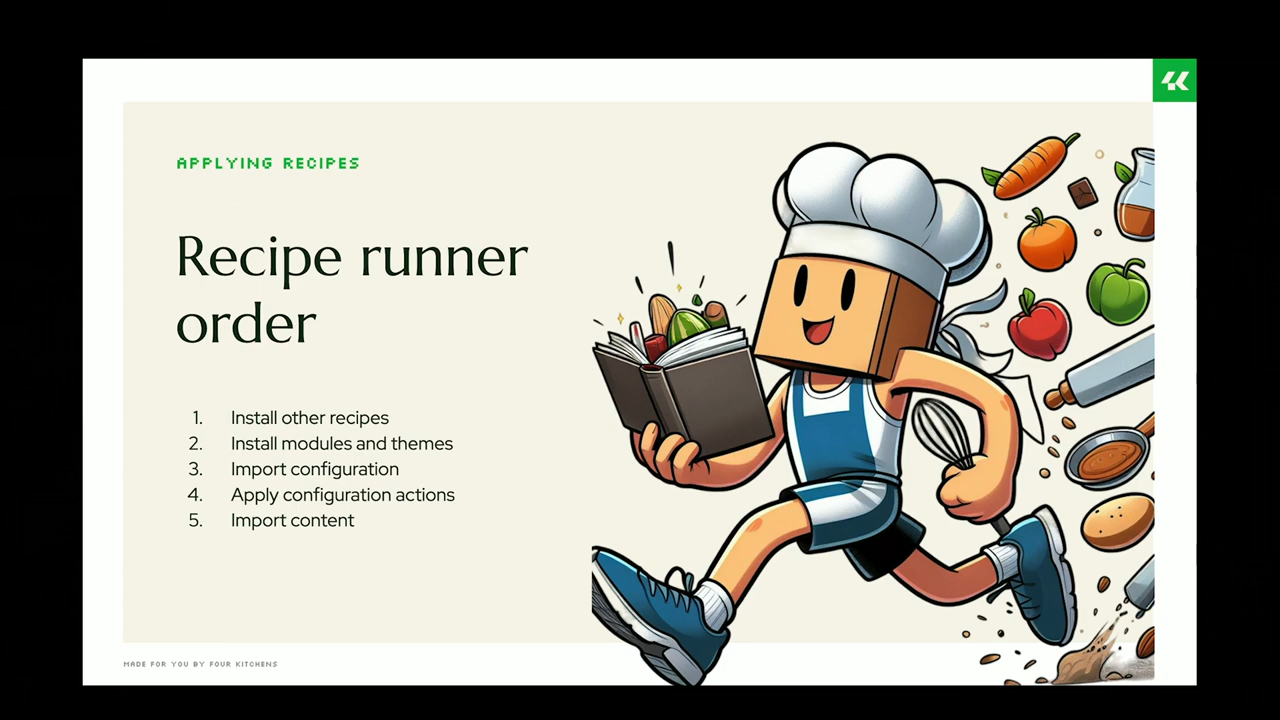 APPLYING RECIPES
Recipe runner
order
1. Install other recipes
2. Install modules and themes
3. Import configuration
4. Apply configuration actions
5. Import content
MADE FOR YOU BY FOUR KITCHENS